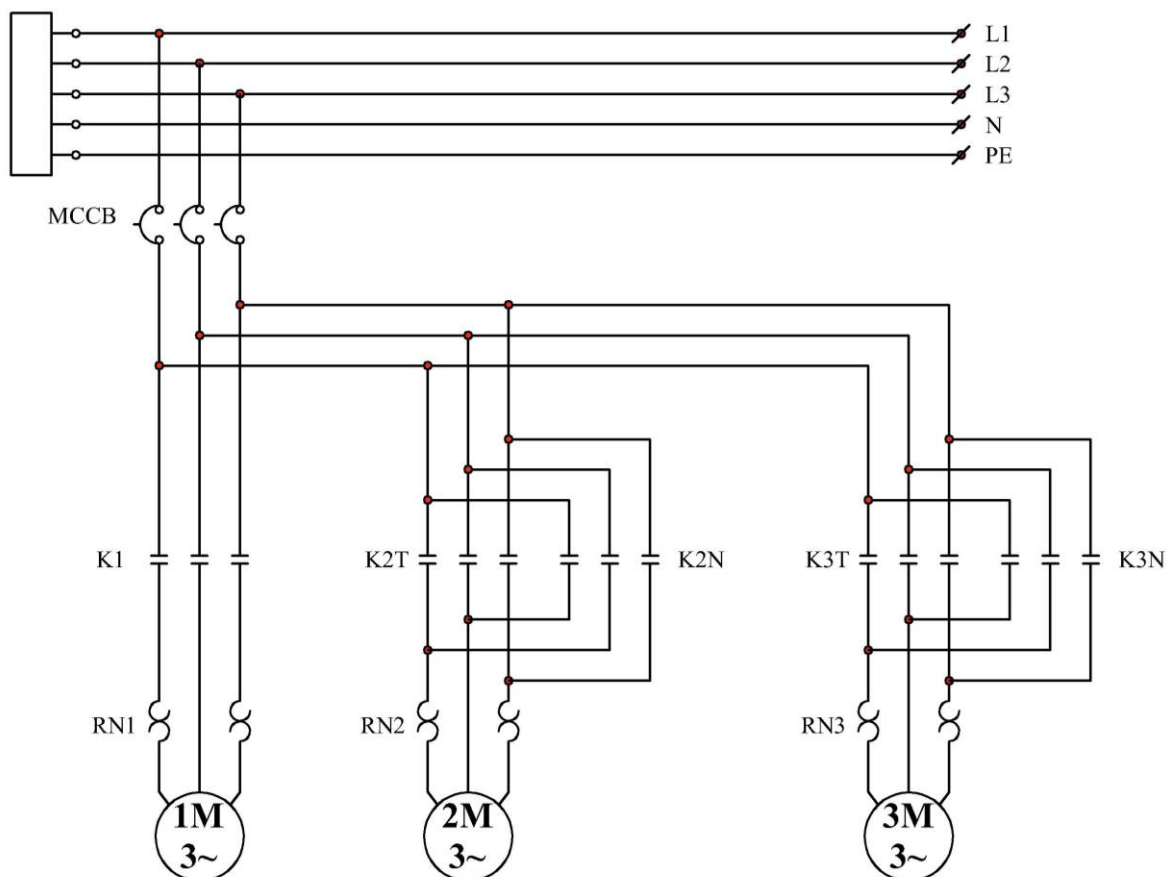 L1
L2
L3
N
PE
MCCB
K1
K2T
K2N
K3T
K3N
RN1
RN2
RN3
1M
3~
2M
3~
3M
3~